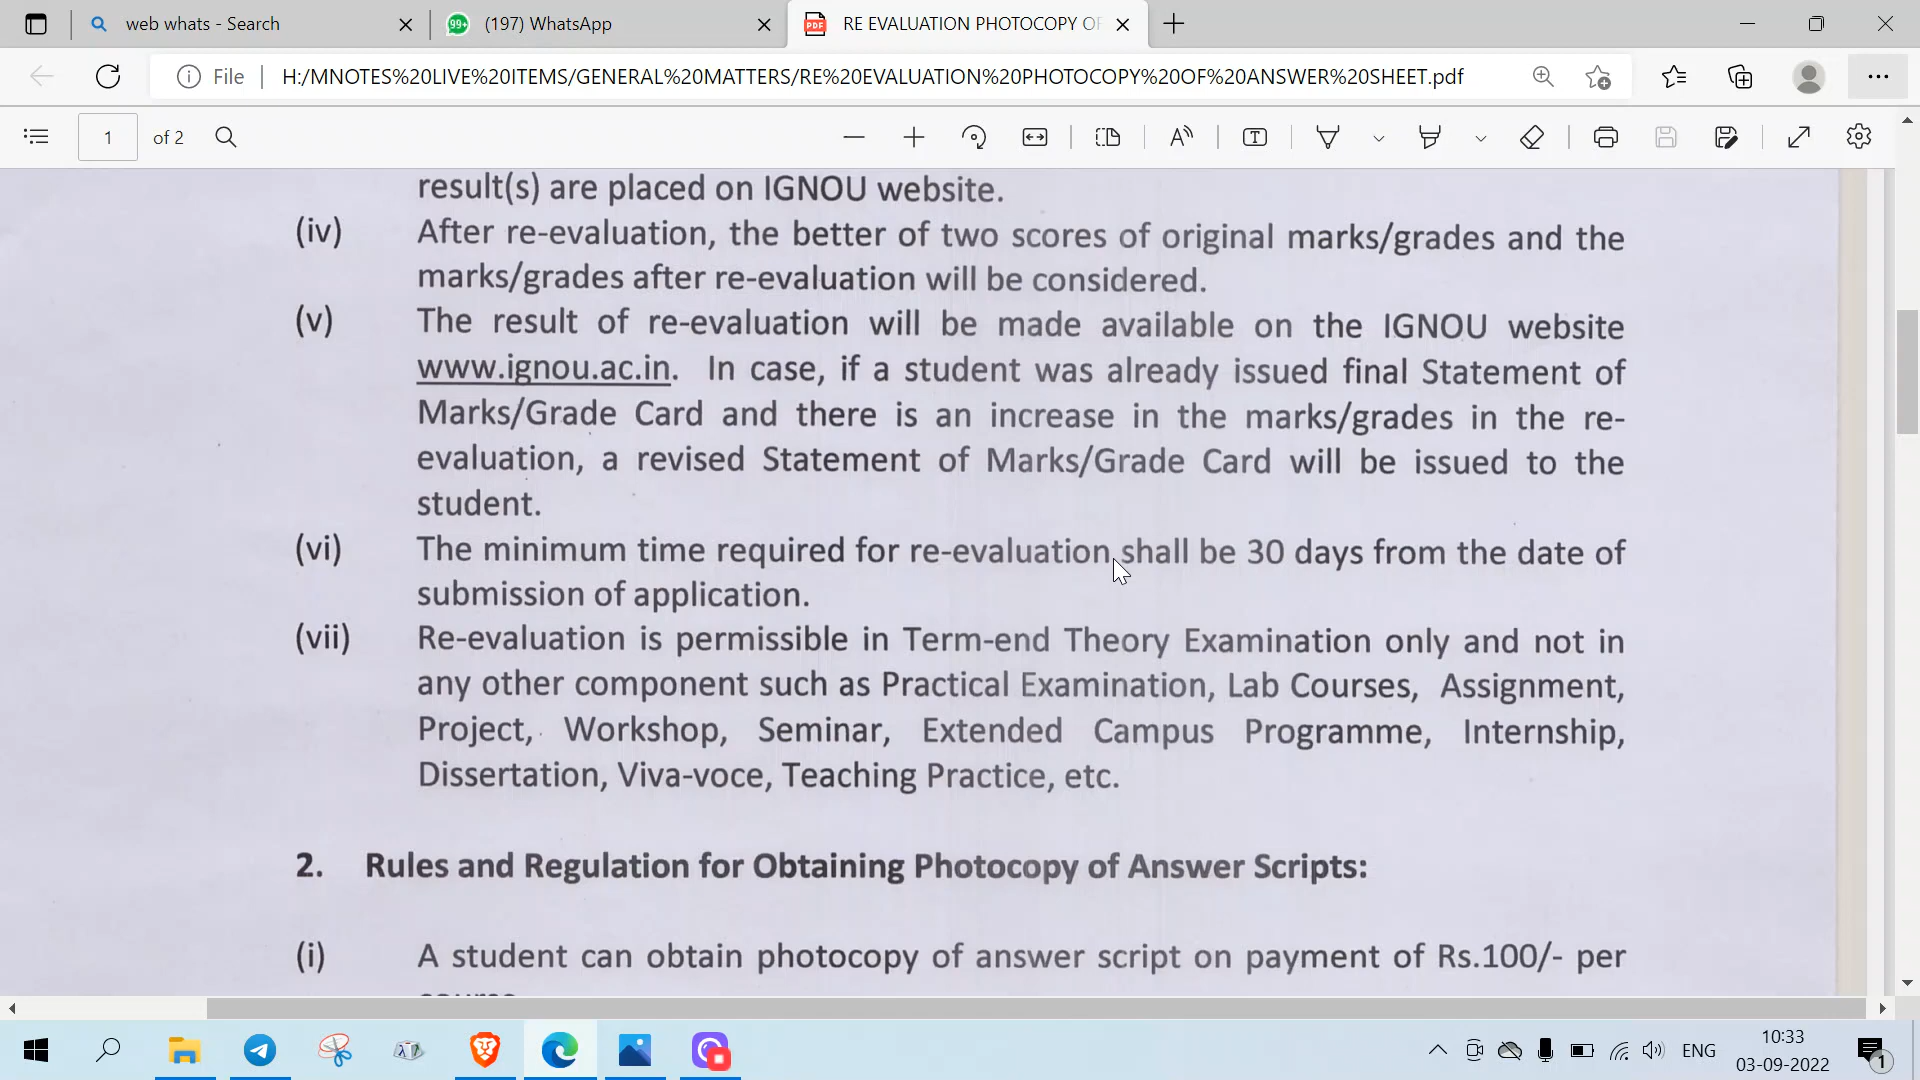 web whats - Search
(197) WhatsApp
RE EVALUATION PHOTOCOPY OF
File
H:/MNOTES%20LIVE%20ITEMS/GENERAL%20MATTERS/RE%20EVALUATION%20PHOTOCOPY%20OF%20ANSWER%20SHEET.pdf
1 of 2
result(s) are placed on IGNOU website.
(iv) After re-evaluation, the better of two scores of original marks/grades and the
marks/grades after re-evaluation will be considered.
(v) The result of re-evaluation will be made available on the IGNOU website
www.ignou.ac.in. In case, if a student was already issued final Statement of
Marks/Grade Card and there is an increase in the marks/grades in the re-
evaluation, a revised Statement of Marks/Grade Card will be issued to the
student.
(vi) The minimum time required for re-evaluation shall be 30 days from the date of
submission of application.
(vii) Re-evaluation is permissible in Term-end Theory Examination only and not in
any other component such as Practical Examination, Lab Courses, Assignment,
Project, Workshop, Seminar, Extended Campus Programme, Internship,
Dissertation, Viva-voce, Teaching Practice, etc.
2. Rules and Regulation for Obtaining Photocopy of Answer Scripts:
(i) A student can obtain photocopy of answer script on payment of Rs.100/- per
ENG
10:33
03-09-2022
1